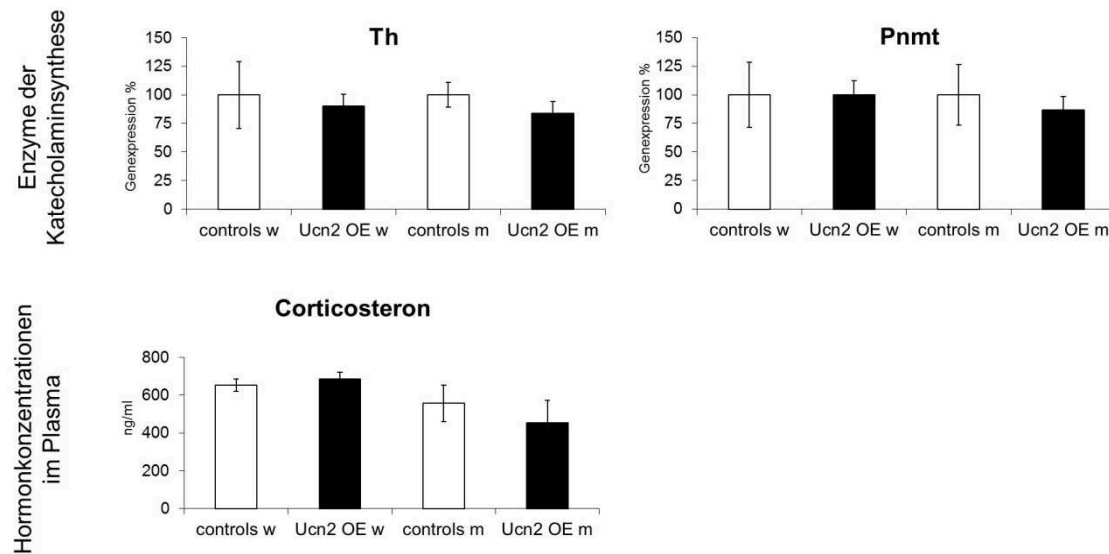 Enzyme der
Katecholaminsynthese
Th
Genexpression %
150
125
100
75
50
25
0
controls w
Ucn2 OE w
controls m
Ucn2 OE m
Pnmt
Genexpression %
150
125
100
75
50
25
0
controls w
Ucn2 OE w
controls m
Ucn2 OE m
Hormonkonzentrationen
im Plasma
Corticosteron
ng/ml
800
600
400
200
0
controls w
Ucn2 OE w
controls m
Ucn2 OE m